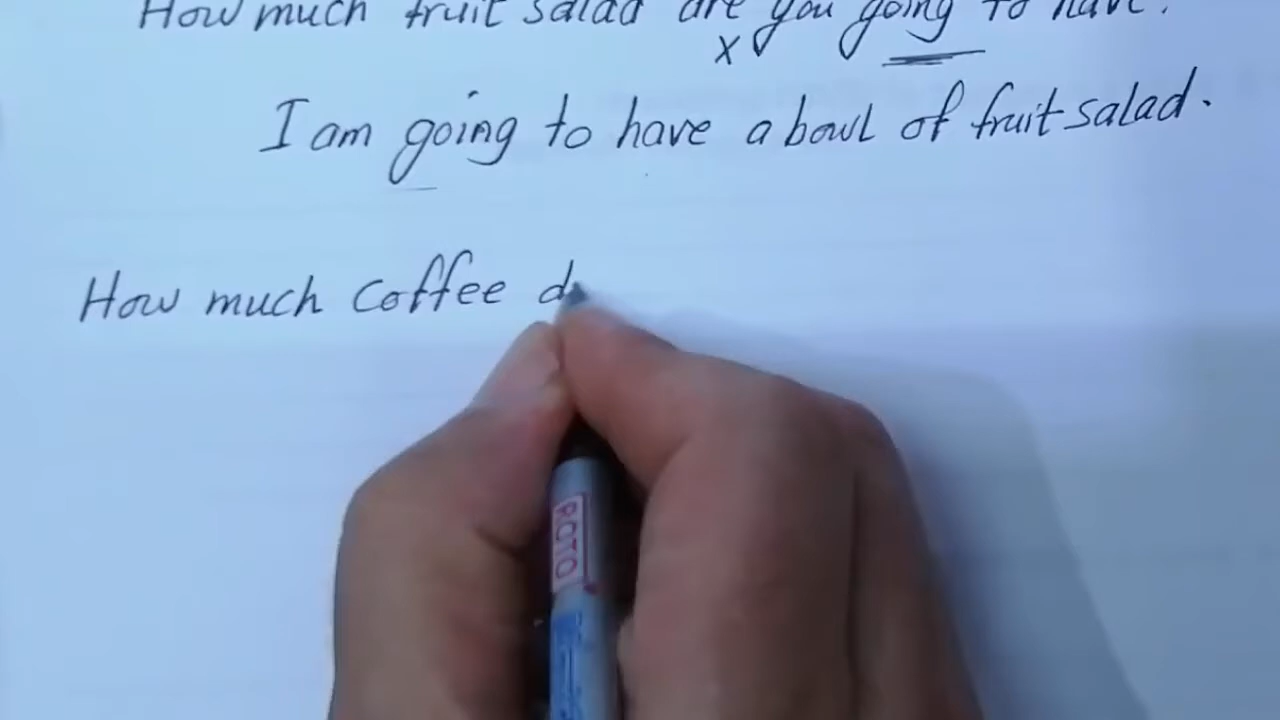 How much fruit salad are you going to have?
x
I am going to have a bowl of fruit salad.
How much coffee d
ROTO